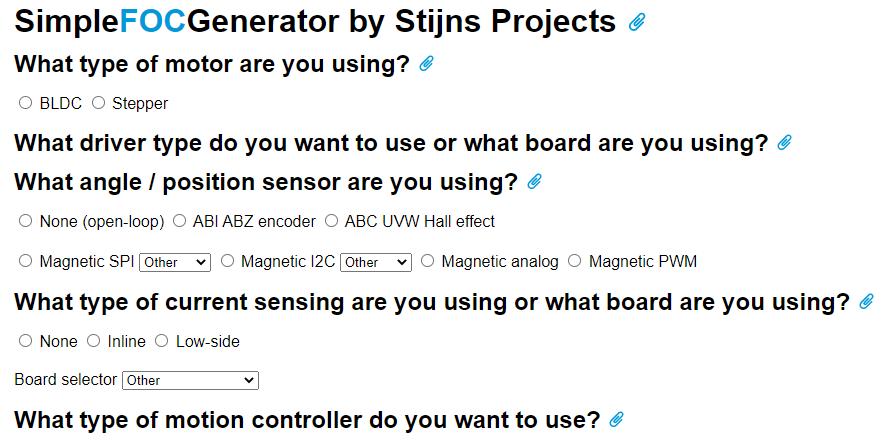 SimpleFOCGenerator by Stijns Projects
What type of motor are you using?
BLDC Stepper
What driver type do you want to use or what board are you using?
What angle / position sensor are you using?
None (open-loop) ABI ABZ encoder ABC UVW Hall effect
Magnetic SPI Other Magnetic I2C Other Magnetic analog Magnetic PWM
What type of current sensing are you using or what board are you using?
None Inline Low-side
Board selector Other
What type of motion controller do you want to use?